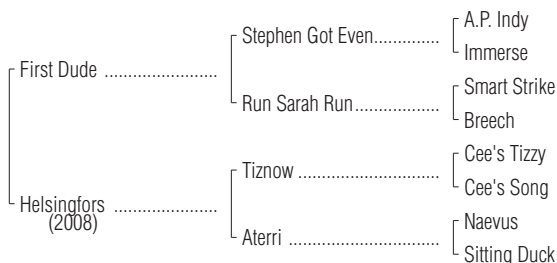 A.P. Indy
Stephen Got Even..............
Immerse
First Dude ........................
Smart Strike
Run Sarah Run..................
Breech
Cee's Tizzy
Tiznow ..............................
Cee's Song
Helsingfors ......................
(2008)
Naevus
Aterri ................................
Sitting Duck